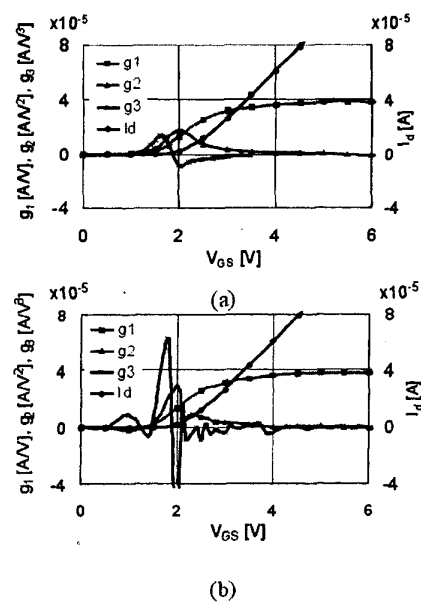 x10⁻⁵ x10⁻⁵
8 8
g1
g2
g3
Id
4 4
0 0
-4 -4
g₁ [A/V], g₂ [A/V²], g₃ [A/V³]
I_d [A]
0 2 4 6
V_GS [V]
(a)
x10⁻⁵ x10⁻⁵
8 8
g1
g2
g3
Id
4 4
0 0
-4 -4
g₁ [A/V], g₂ [A/V²], g₃ [A/V³]
I_d [A]
0 2 4 6
V_GS [V]
(b)